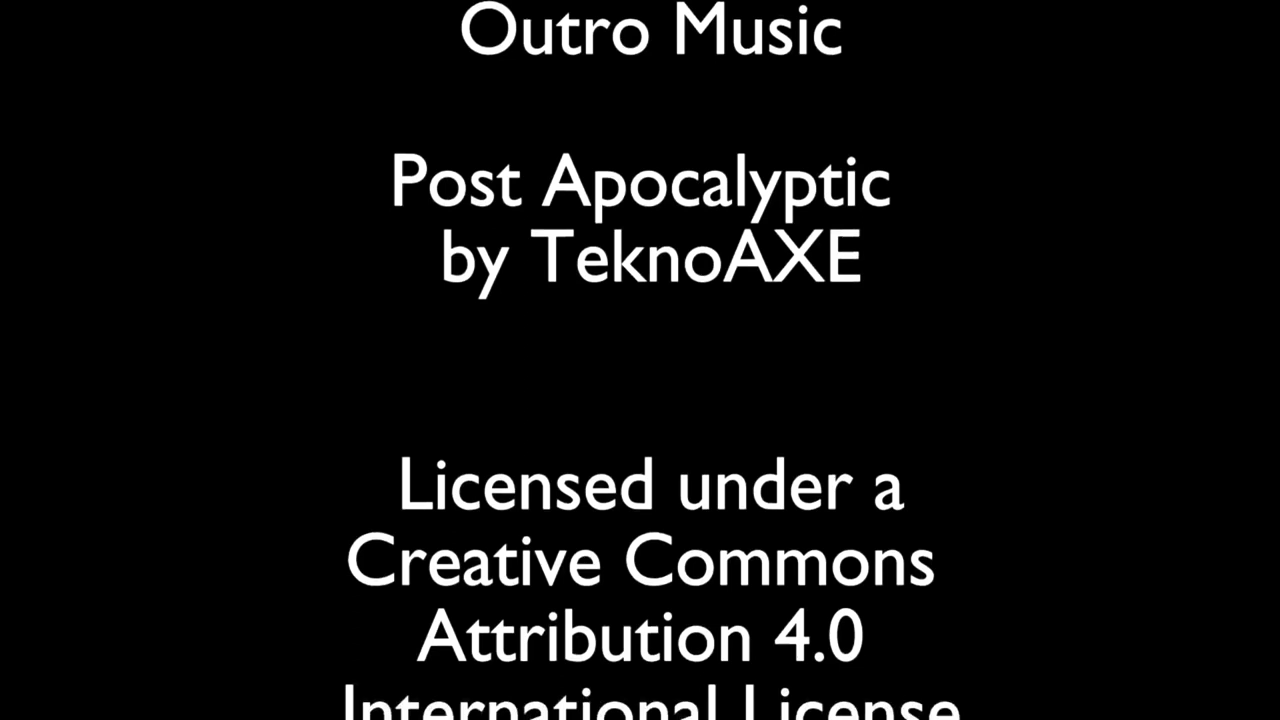 Outro Music
Post Apocalyptic
by TeknoAXE
Licensed under a
Creative Commons
Attribution 4.0
International License